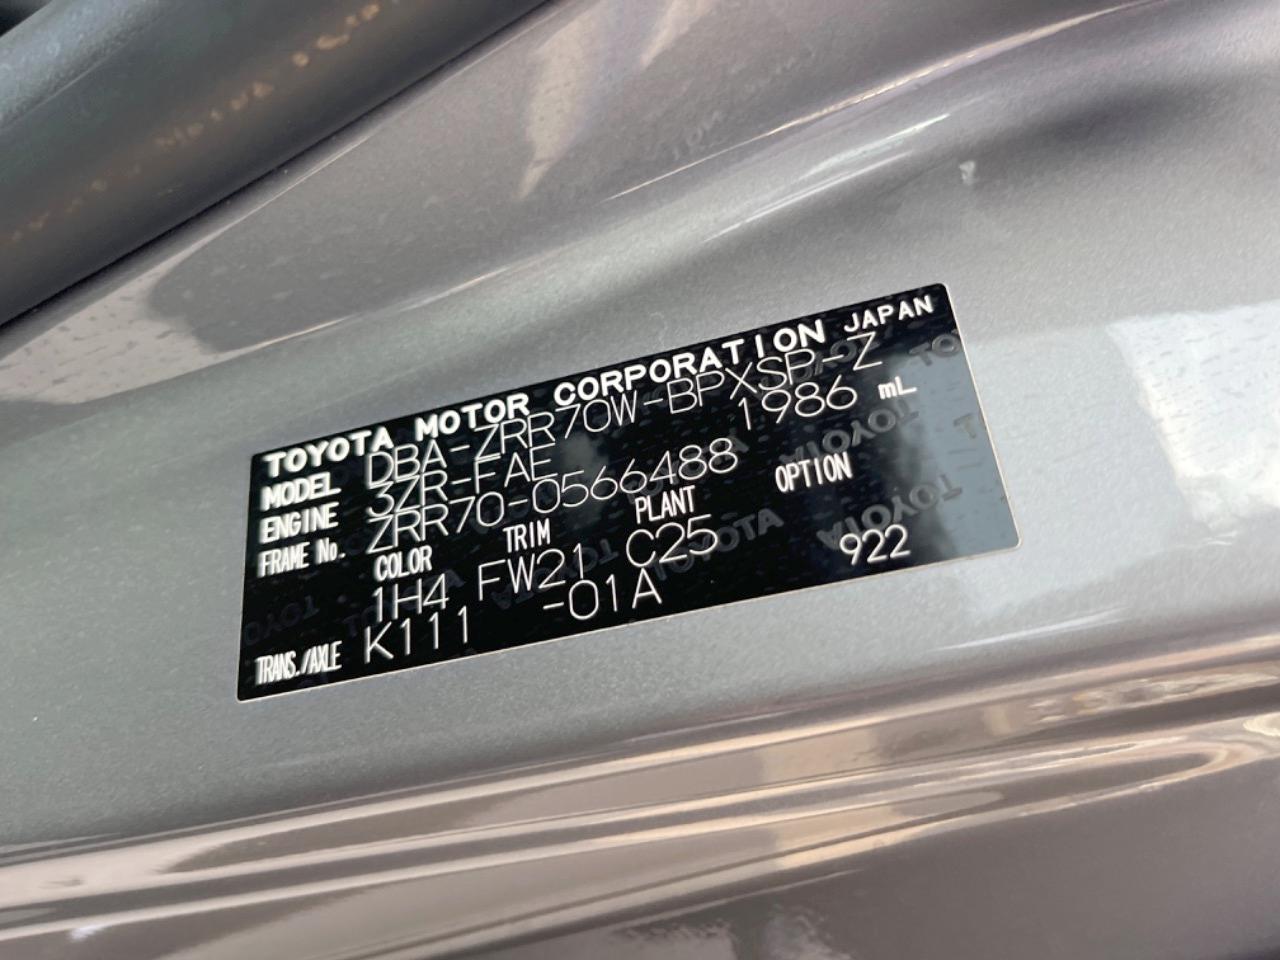 TOYOTA MOTOR CORPORATION JAPAN
MODEL DBA-ZRR70W-BPXSP-Z
ENGINE 3ZR-FAE 1986 mL
FRAME No. ZRR70-0566488
COLOR TRIM PLANT OPTION
1H4 FW21 C25 922
TRANS./AXLE K111 -01A